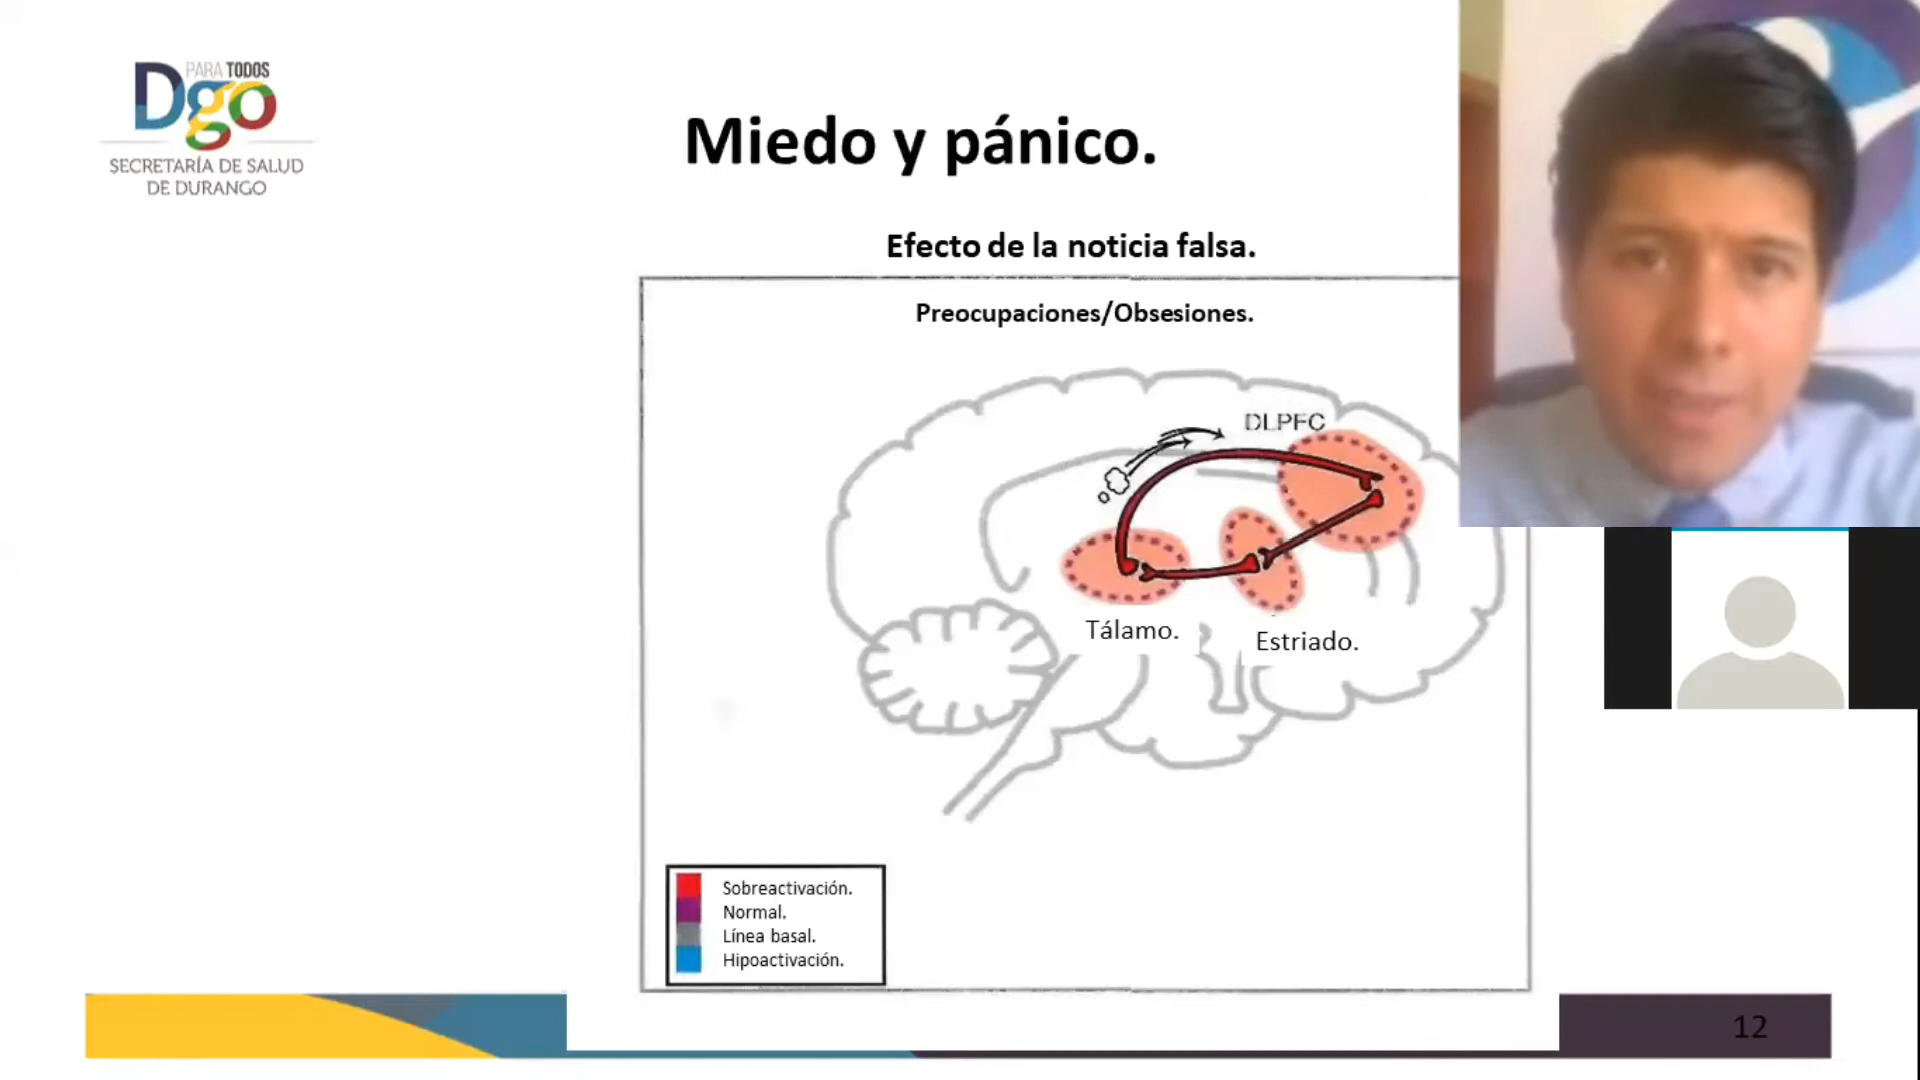 PARA TODOS
Dgo
SECRETARÍA DE SALUD
DE DURANGO
Miedo y pánico.
Efecto de la noticia falsa.
Preocupaciones/Obsesiones.
DLPFC
Tálamo.
Estriado.
Sobreactivación.
Normal.
Línea basal.
Hipoactivación.
12